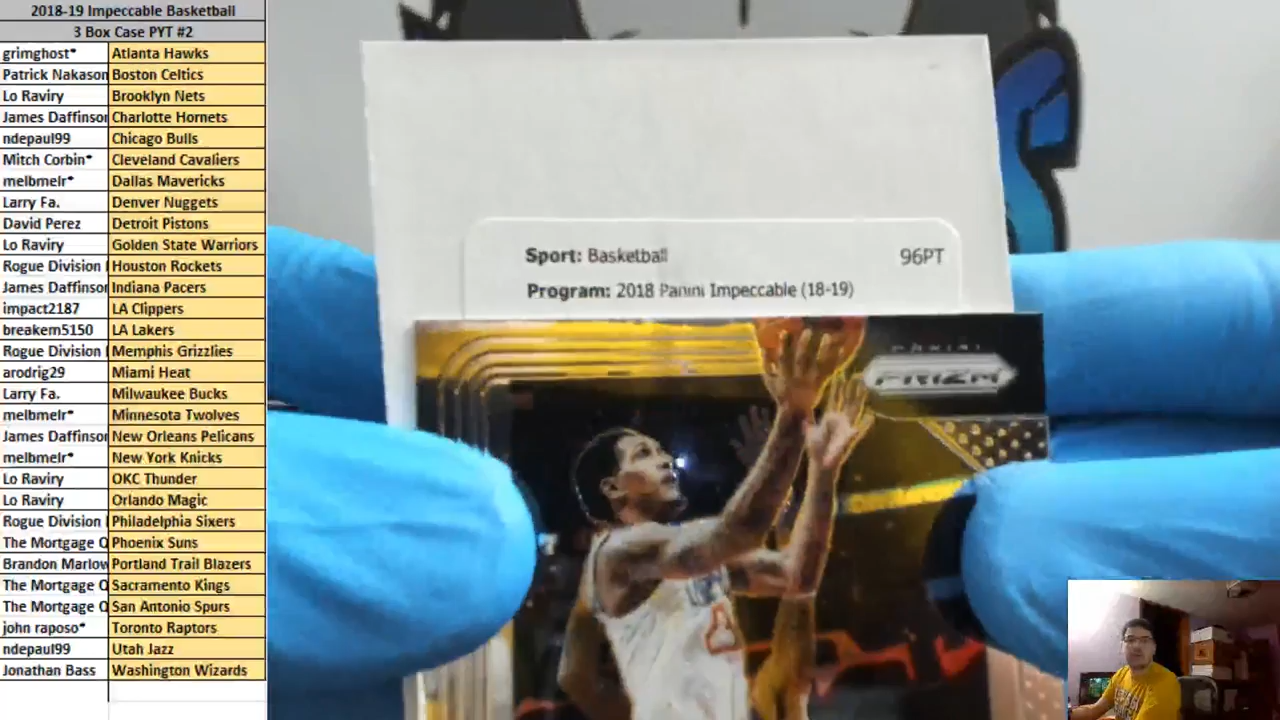 2018-19 Impeccable Basketball
3 Box Case PYT #2
grimghost* Atlanta Hawks
Patrick Nakason Boston Celtics
Lo Raviry Brooklyn Nets
James Daffinson Charlotte Hornets
ndepaul99 Chicago Bulls
Mitch Corbin* Cleveland Cavaliers
melbmelr* Dallas Mavericks
Larry Fa. Denver Nuggets
David Perez Detroit Pistons
Lo Raviry Golden State Warriors
Rogue Division Houston Rockets
James Daffinson Indiana Pacers
impact2187 LA Clippers
breakem5150 LA Lakers
Rogue Division Memphis Grizzlies
arodrig29 Miami Heat
Larry Fa. Milwaukee Bucks
melbmelr* Minnesota Twolves
James Daffinson New Orleans Pelicans
melbmelr* New York Knicks
Lo Raviry OKC Thunder
Lo Raviry Orlando Magic
Rogue Division Philadelphia Sixers
The Mortgage Q Phoenix Suns
Brandon Marlow Portland Trail Blazers
The Mortgage Q Sacramento Kings
The Mortgage Q San Antonio Spurs
john raposo* Toronto Raptors
ndepaul99 Utah Jazz
Jonathan Bass Washington Wizards
Sport: Basketball 96PT
Program: 2018 Panini Impeccable (18-19)
PANINI
PRIZM